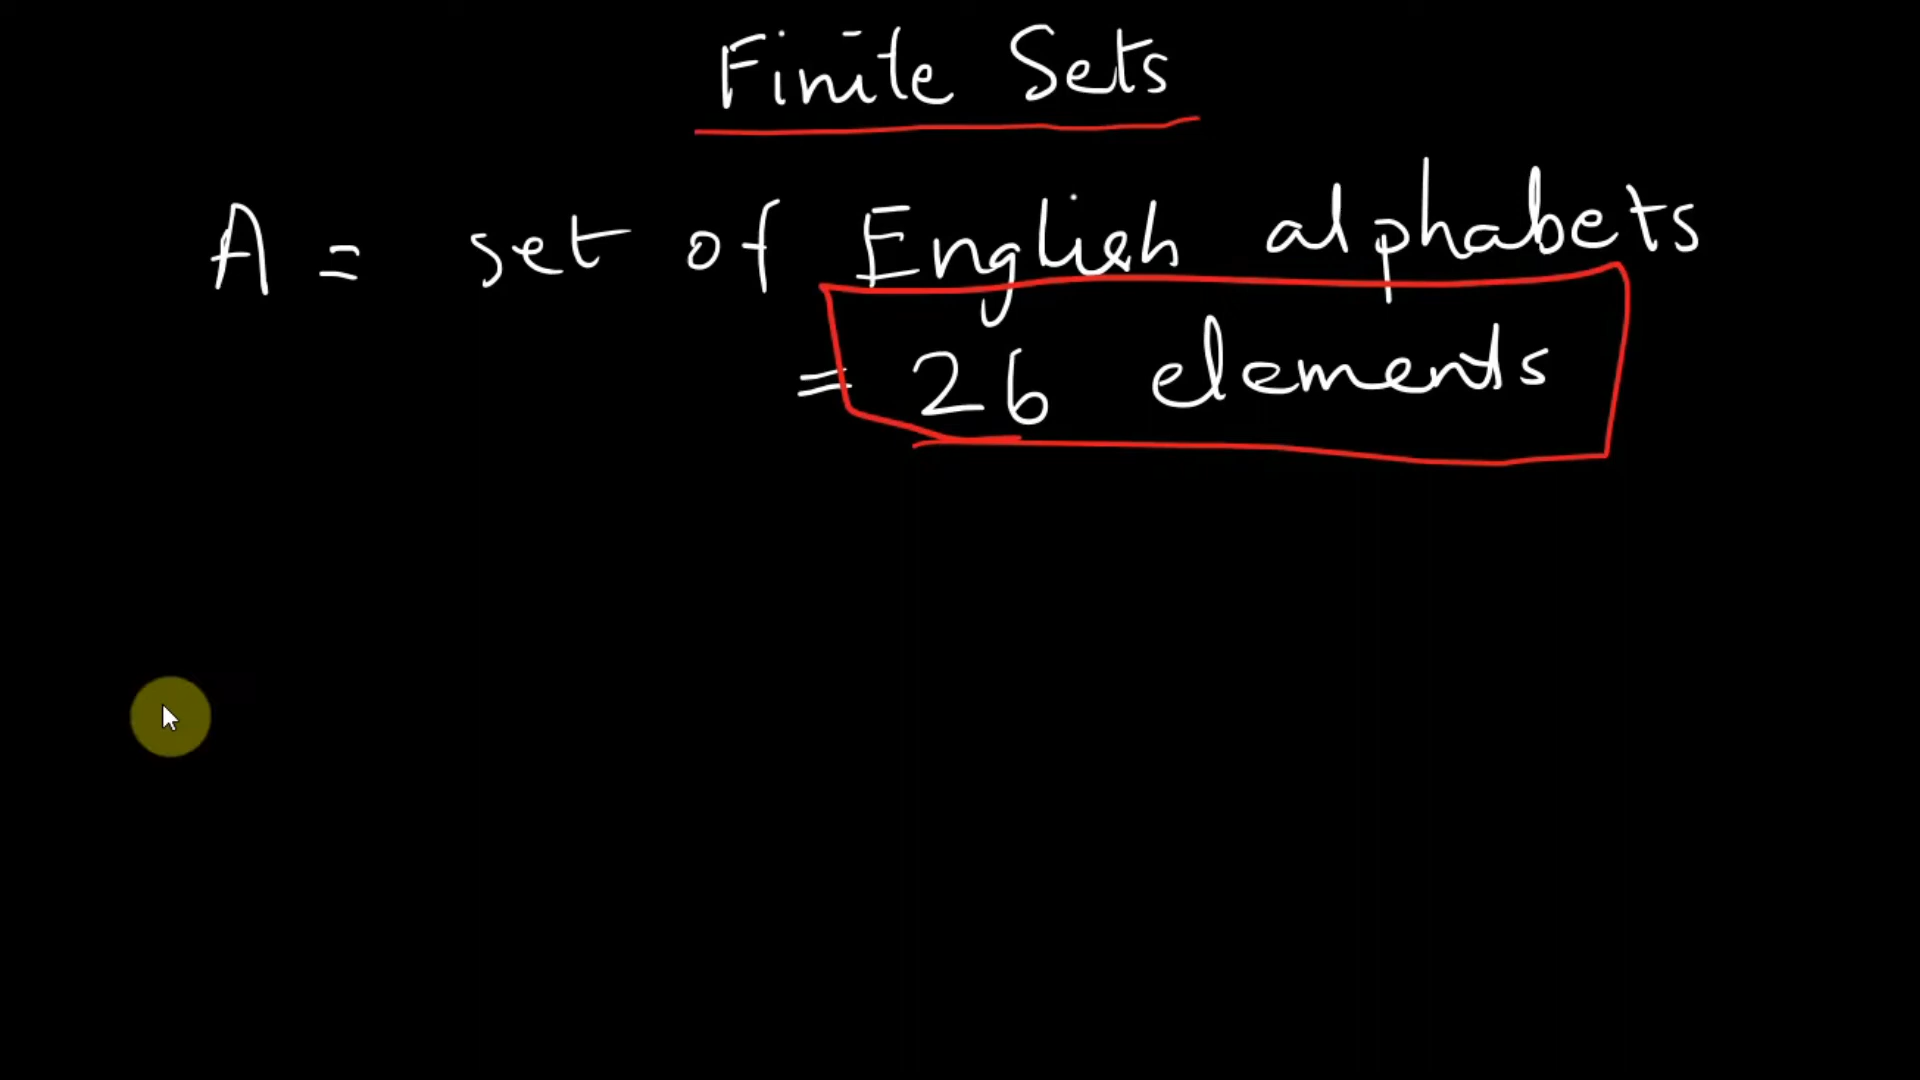 Finite Sets
A = set of English alphabets
= 26 elements